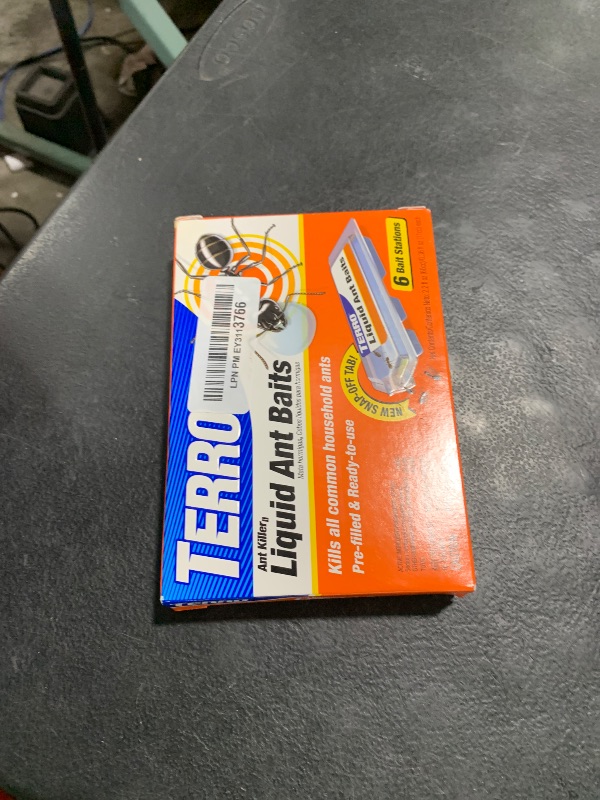 TERRO
LPN PM EY3113766
Ant Killer
Liquid Ant Baits
Kills all common household ants
Pre-filled & Ready-to-use
NEW SNAP-OFF TAB!
TERRO
Liquid Ant Baits
6 Bait Stations